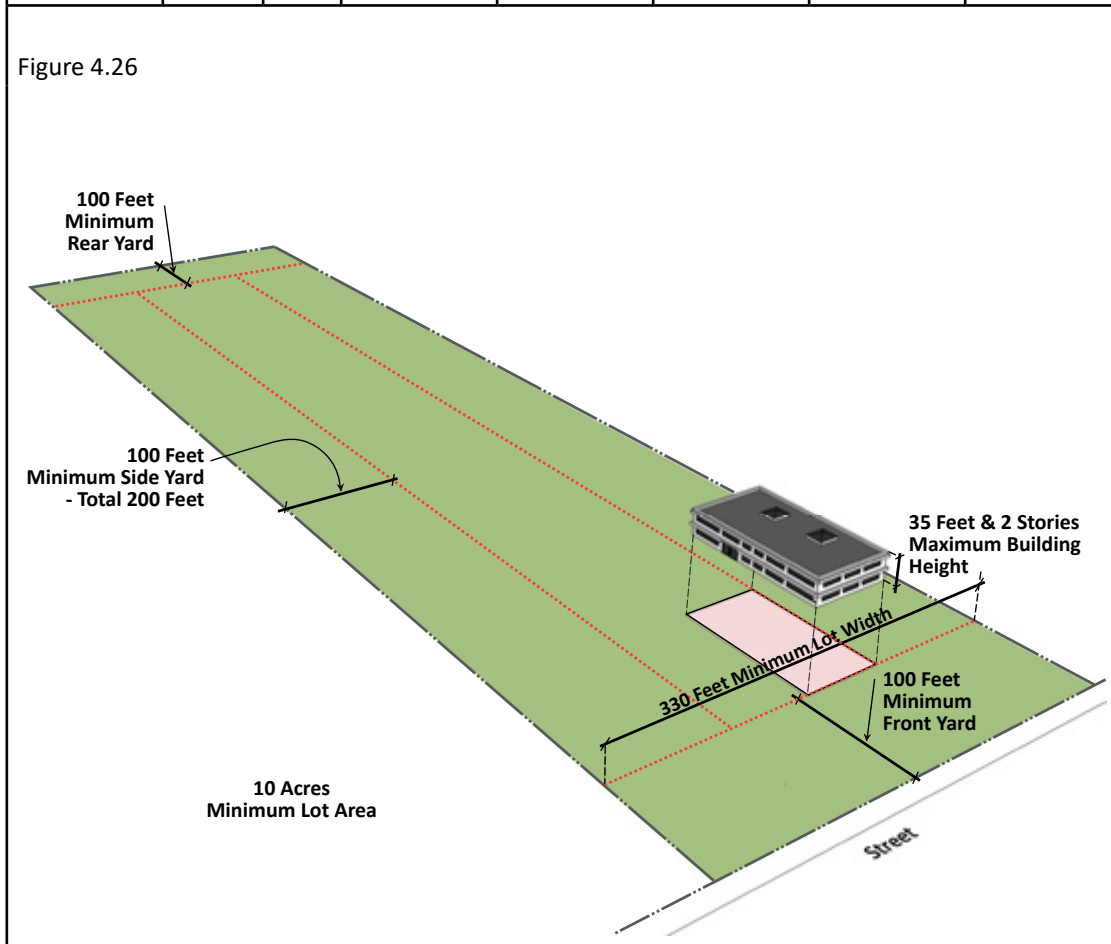 Figure 4.26
100 Feet
Minimum
Rear Yard
100 Feet
Minimum Side Yard
- Total 200 Feet
35 Feet & 2 Stories
Maximum Building
Height
330 Feet Minimum Lot Width
100 Feet
Minimum
Front Yard
10 Acres
Minimum Lot Area
Street